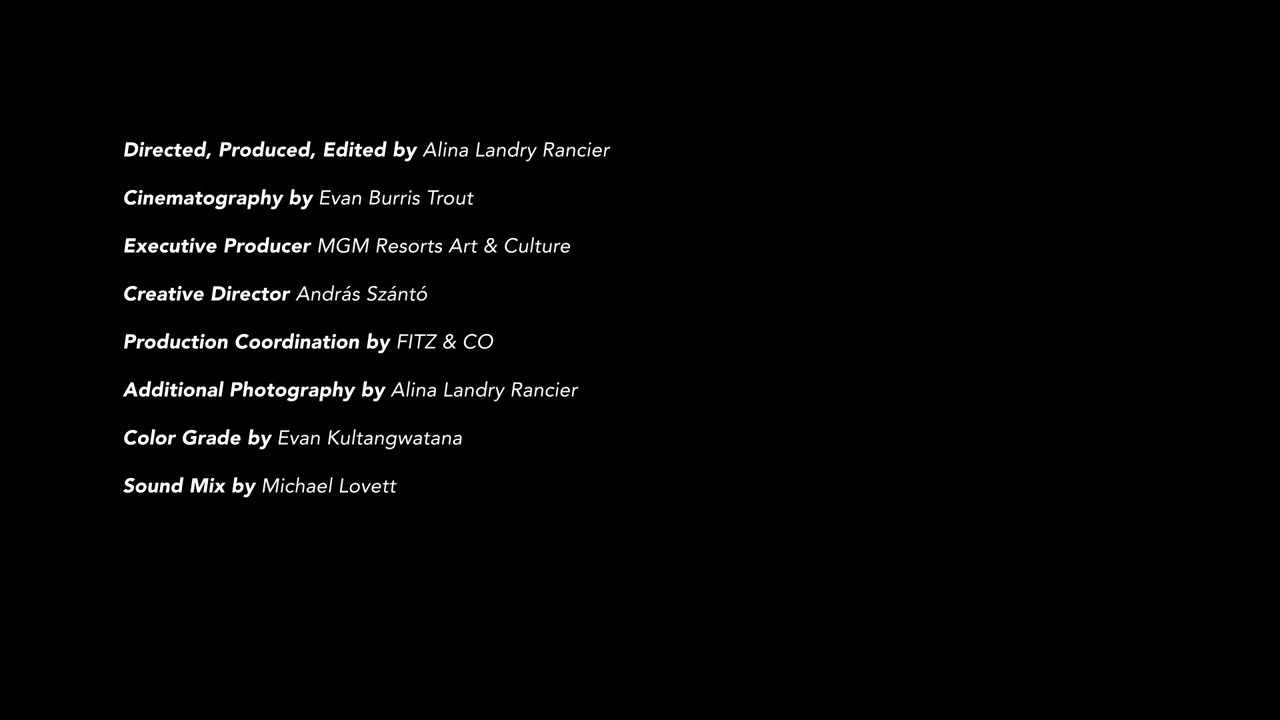 Directed, Produced, Edited by Alina Landry Rancier
Cinematography by Evan Burris Trout
Executive Producer MGM Resorts Art & Culture
Creative Director András Szántó
Production Coordination by FITZ & CO
Additional Photography by Alina Landry Rancier
Color Grade by Evan Kultangwatana
Sound Mix by Michael Lovett